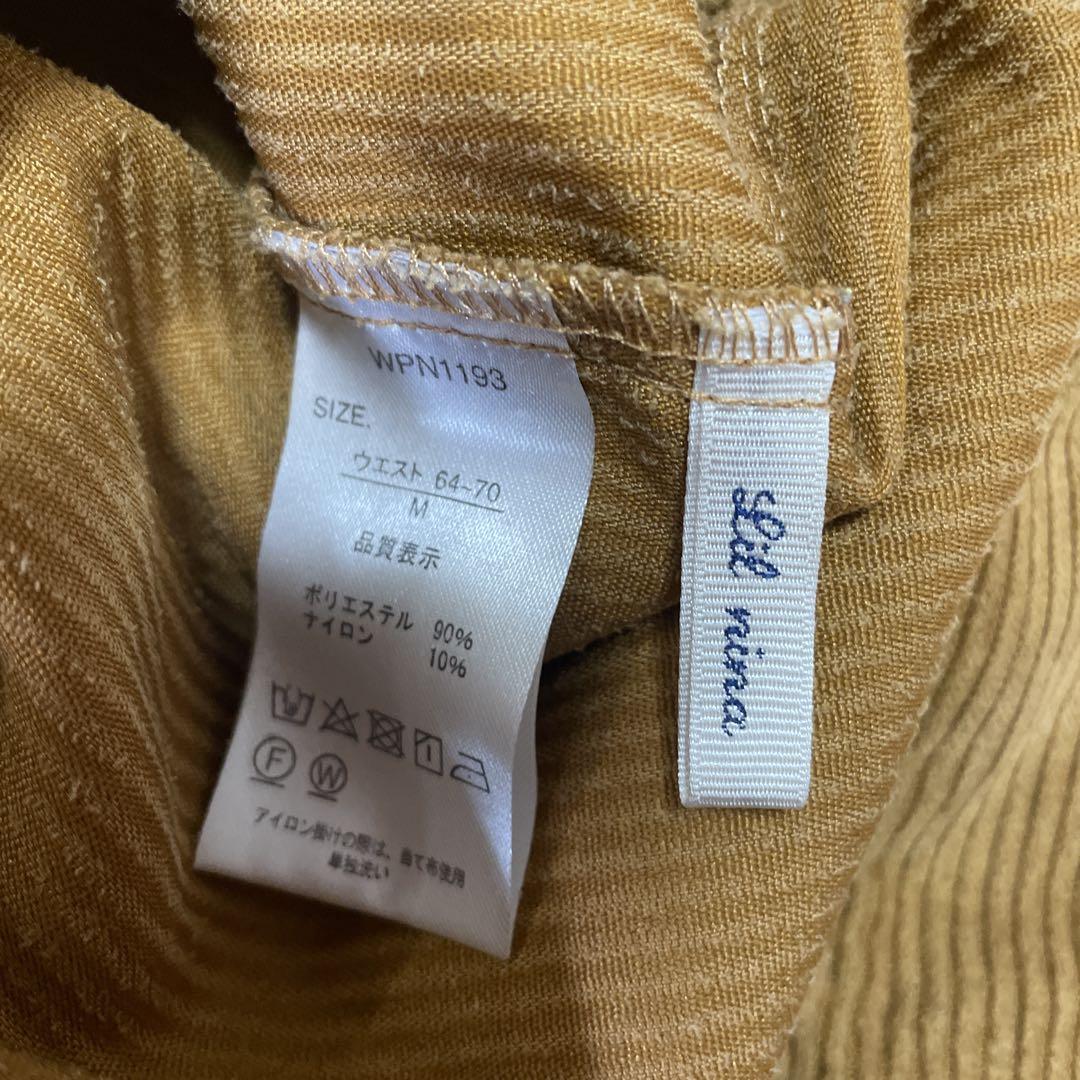 WPN1193
SIZE.
ウエスト 64~70
M
品質表示
ポリエステル 90%
ナイロン 10%
F W
アイロン掛けの際は、当て布使用
単独洗い
Lil nina